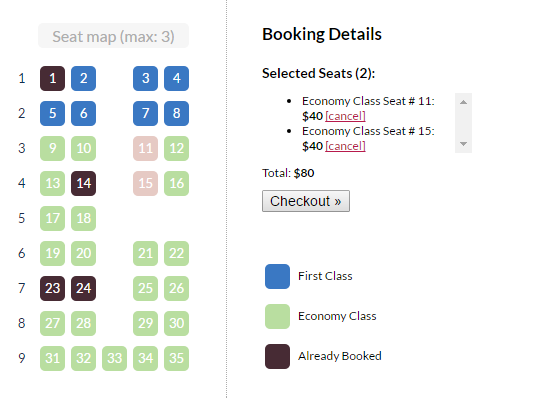 Seat map (max: 3)
1 1 2 3 4
2 5 6 7 8
3 9 10 11 12
4 13 14 15 16
5 17 18
6 19 20 21 22
7 23 24 25 26
8 27 28 29 30
9 31 32 33 34 35
Booking Details
Selected Seats (2):
• Economy Class Seat # 11:
$40 [cancel]
• Economy Class Seat # 15:
$40 [cancel]
Total: $80
Checkout »
First Class
Economy Class
Already Booked